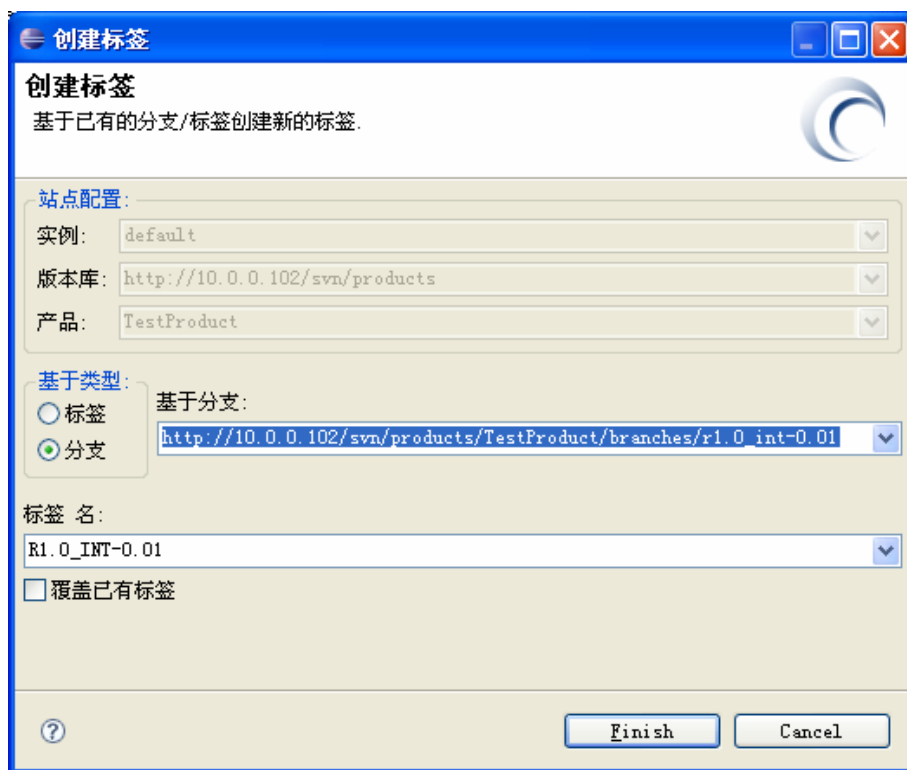 创建标签
创建标签
基于已有的分支/标签创建新的标签.
站点配置:
实例: default
版本库: http://10.0.0.102/svn/products
产品: TestProduct
基于类型:
标签
分支
基于分支:
http://10.0.0.102/svn/products/TestProduct/branches/r1.0_int-0.01
标签 名:
R1.0_INT-0.01
覆盖已有标签
?
Finish Cancel